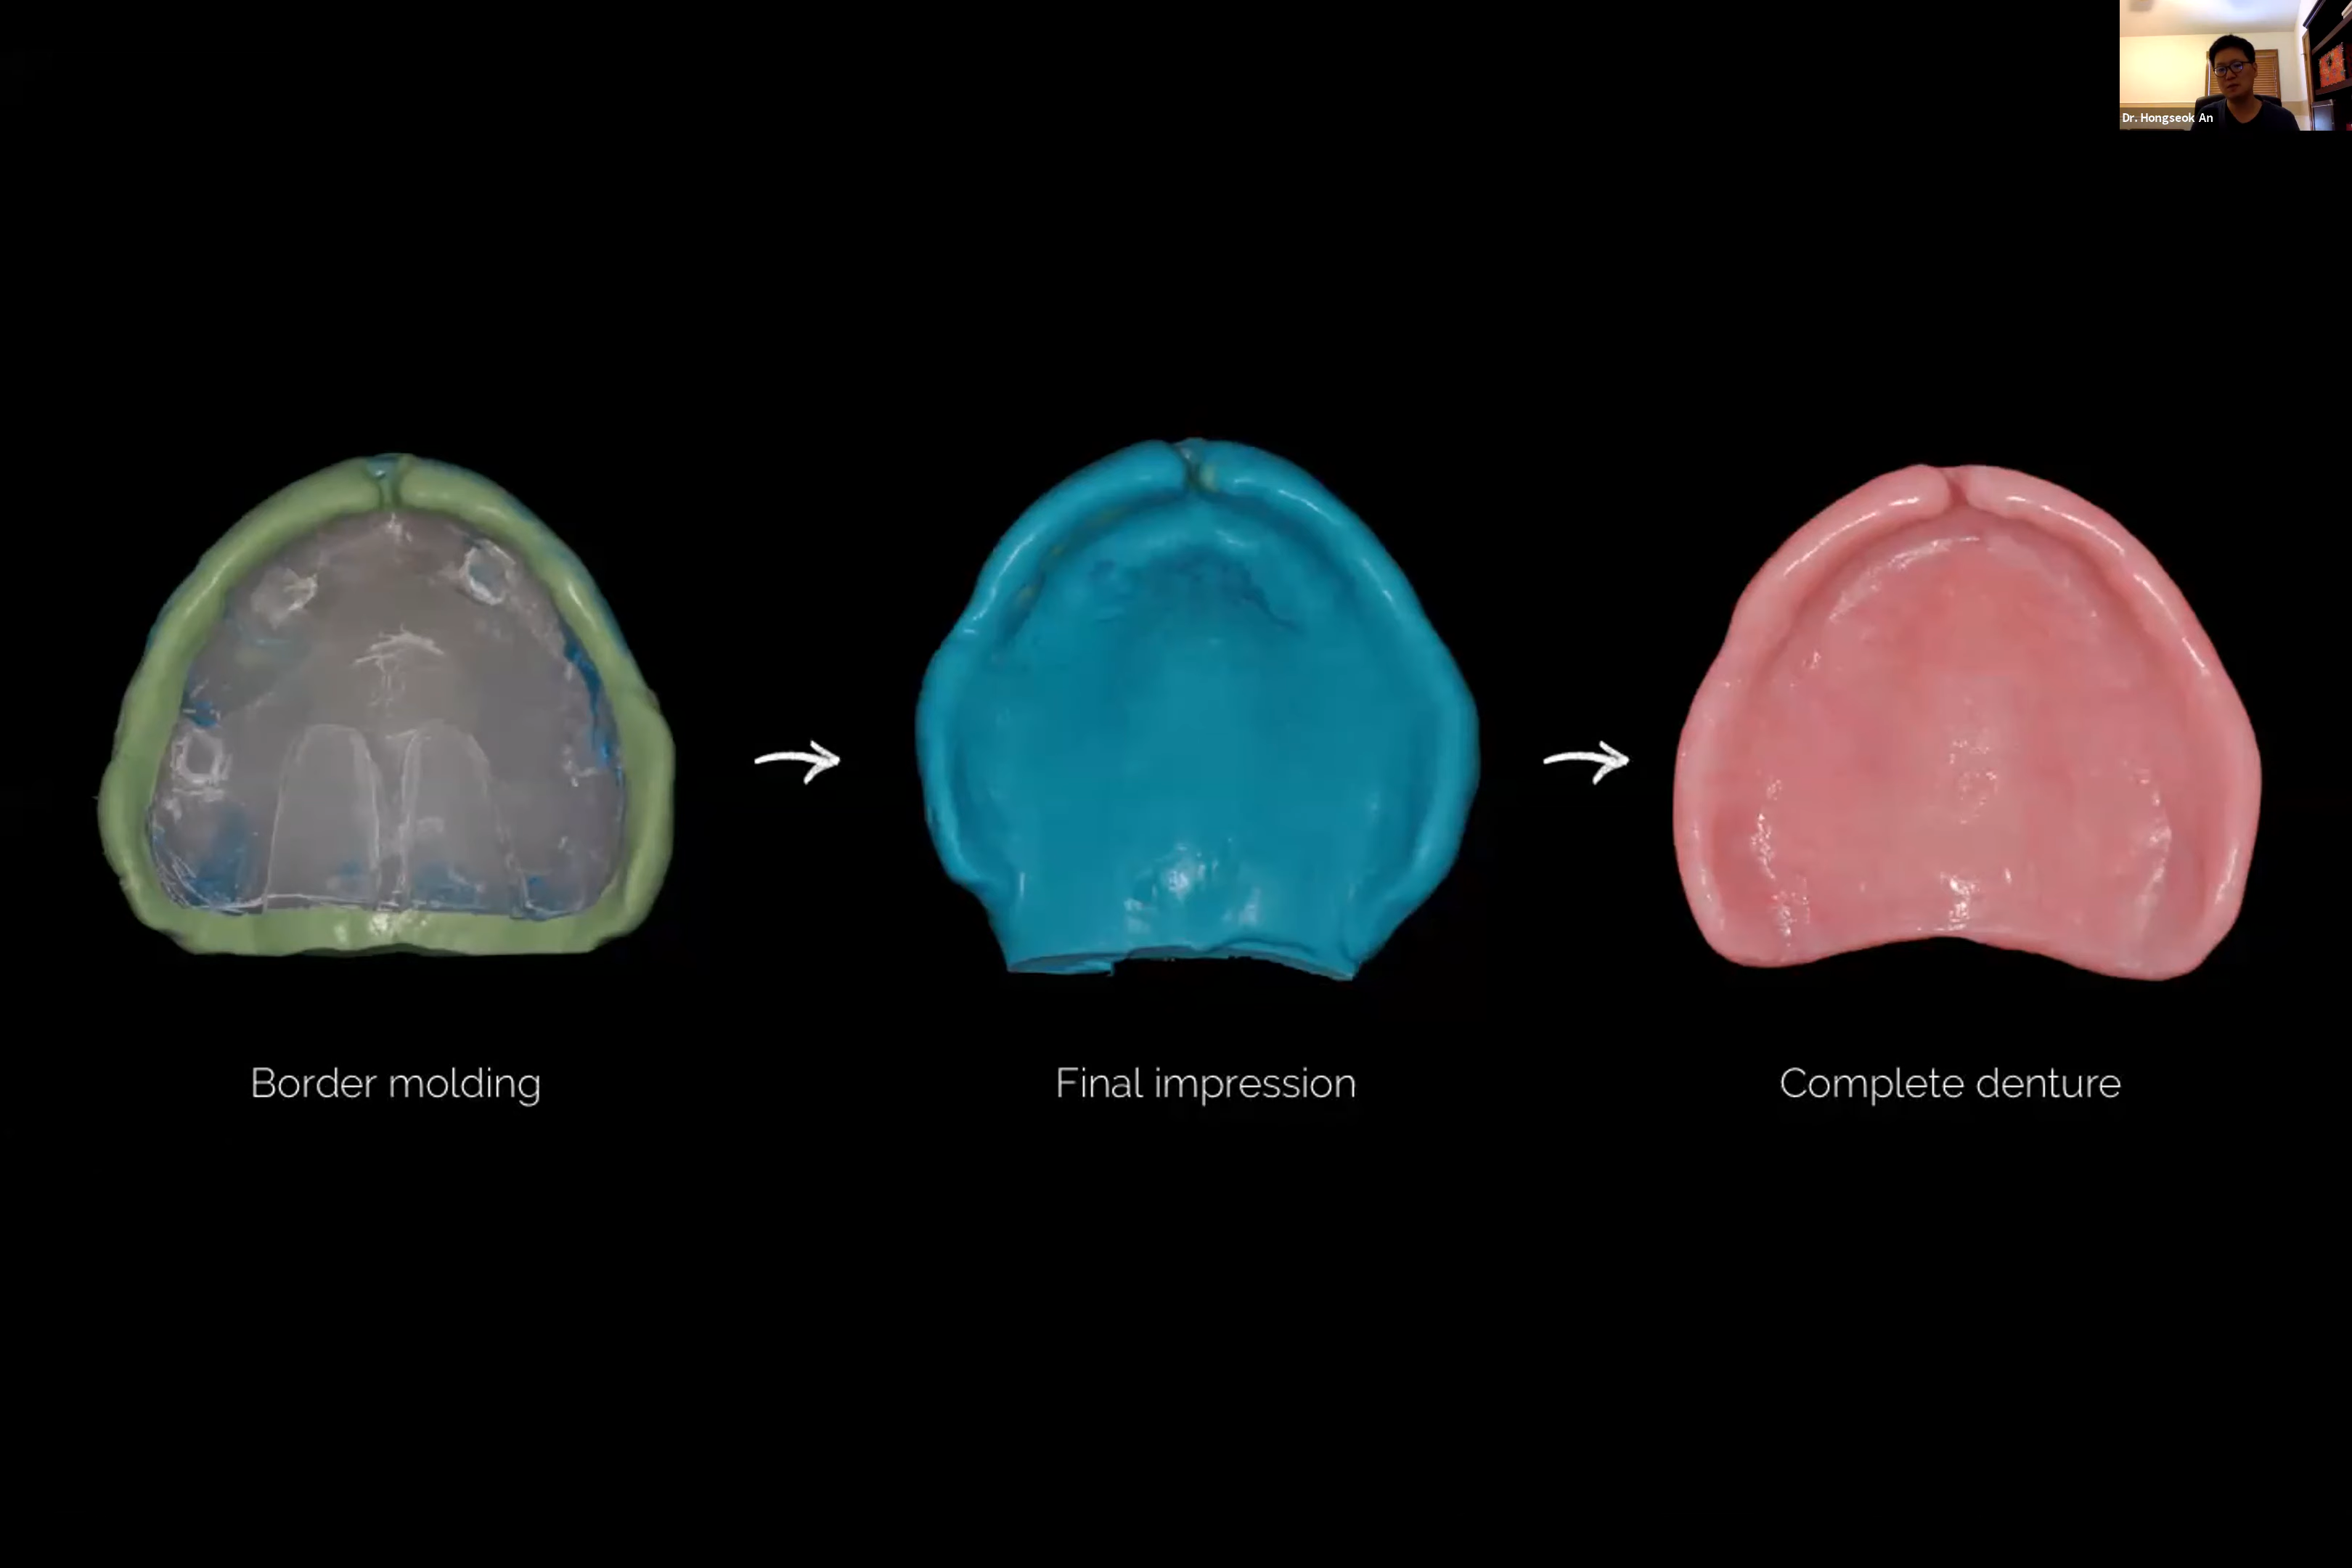 Dr. Hongseok An
Border molding
Final impression
Complete denture